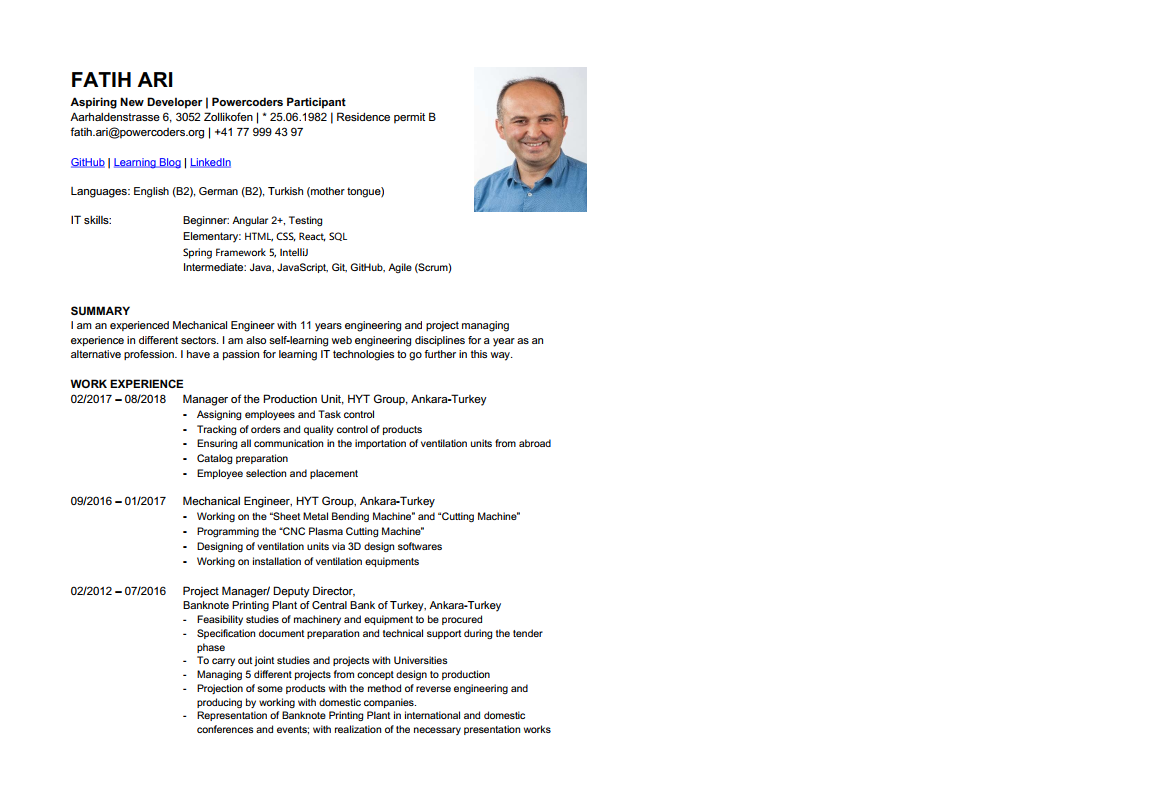 FATIH ARI
Aspiring New Developer | Powercoders Participant
Aarhaldenstrasse 6, 3052 Zollikofen | * 25.06.1982 | Residence permit B
fatih.ari@powercoders.org | +41 77 999 43 97
GitHub | Learning Blog | LinkedIn
Languages: English (B2), German (B2), Turkish (mother tongue)
IT skills: Beginner: Angular 2+, Testing
Elementary: HTML, CSS, React, SQL
Spring Framework 5, IntelliJ
Intermediate: Java, JavaScript, Git, GitHub, Agile (Scrum)
SUMMARY
I am an experienced Mechanical Engineer with 11 years engineering and project managing
experience in different sectors. I am also self-learning web engineering disciplines for a year as an
alternative profession. I have a passion for learning IT technologies to go further in this way.
WORK EXPERIENCE
02/2017 – 08/2018 Manager of the Production Unit, HYT Group, Ankara-Turkey
- Assigning employees and Task control
- Tracking of orders and quality control of products
- Ensuring all communication in the importation of ventilation units from abroad
- Catalog preparation
- Employee selection and placement
09/2016 – 01/2017 Mechanical Engineer, HYT Group, Ankara-Turkey
- Working on the “Sheet Metal Bending Machine” and “Cutting Machine”
- Programming the “CNC Plasma Cutting Machine”
- Designing of ventilation units via 3D design softwares
- Working on installation of ventilation equipments
02/2012 – 07/2016 Project Manager/ Deputy Director,
Banknote Printing Plant of Central Bank of Turkey, Ankara-Turkey
- Feasibility studies of machinery and equipment to be procured
- Specification document preparation and technical support during the tender
phase
- To carry out joint studies and projects with Universities
- Managing 5 different projects from concept design to production
- Projection of some products with the method of reverse engineering and
producing by working with domestic companies.
- Representation of Banknote Printing Plant in international and domestic
conferences and events; with realization of the necessary presentation works